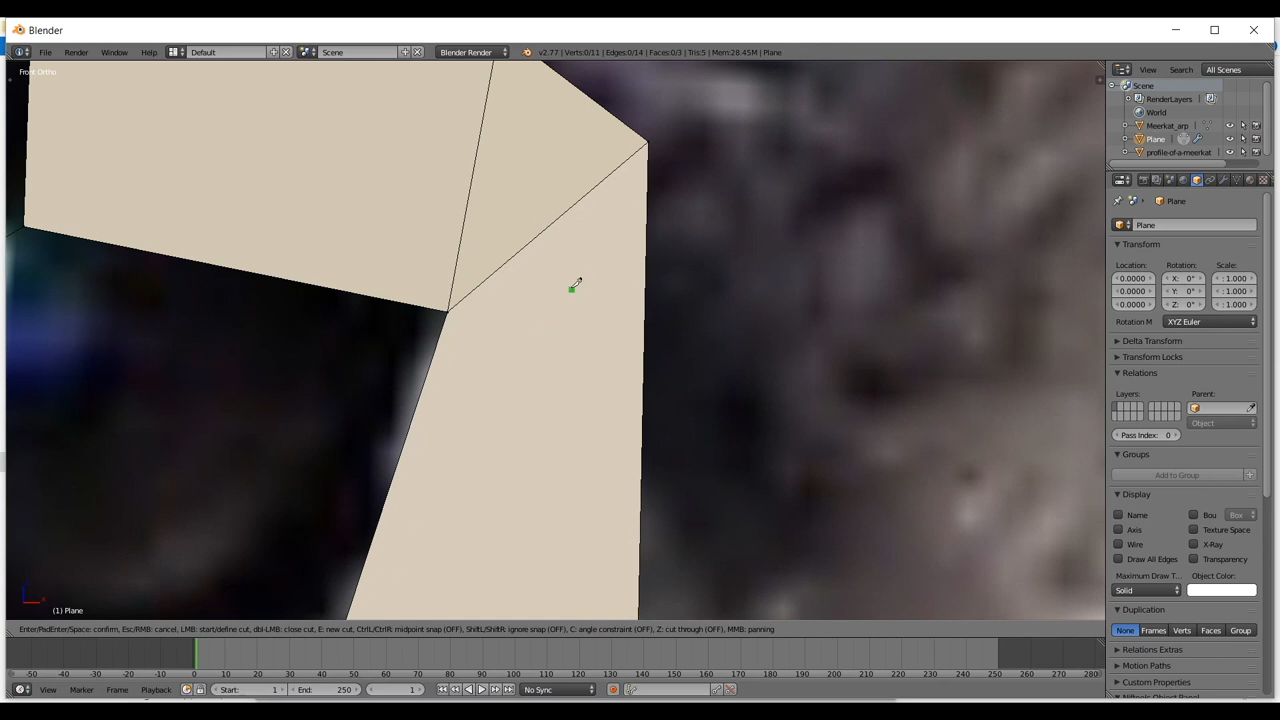 Blender
File Render Window Help Default Scene Blender Render v2.77 | Verts:0/11 | Edges:0/14 | Faces:0/3 | Tris:5 | Mem:28.45M | Plane
Front Ortho
View Search All Scenes
Scene
RenderLayers
World
Meerkat_arp
Plane
profile-of-a-meerkat
Plane
Plane
Transform
Location: Rotation: Scale:
0.0000 X: 0° : 1.000
0.0000 Y: 0° : 1.000
0.0000 Z: 0° : 1.000
Rotation M XYZ Euler
Delta Transform
Transform Locks
Relations
Layers: Parent:
Object
Pass Index: 0
Groups
Add to Group
Display
Name Bou Box
Axis Texture Space
Wire X-Ray
Draw All Edges Transparency
Maximum Draw T... Object Color:
Solid
Duplication
None Frames Verts Faces Group
Relations Extras
Motion Paths
Custom Properties
(1) Plane
Enter/PadEnter/Space: confirm, Esc/RMB: cancel, LMB: start/define cut, dbl-LMB: close cut, E: new cut, CtrlL/CtrlR: midpoint snap (OFF), ShiftL/ShiftR: ignore snap (OFF), C: angle constraint (OFF), Z: cut through (OFF), MMB: panning
-50 -40 -30 -20 -10 0 10 20 30 40 50 60 70 80 90 100 110 120 130 140 150 160 170 180 190 200 210 220 230 240 250 260 270 280
View Marker Frame Playback Start: 1 End: 250 1 No Sync